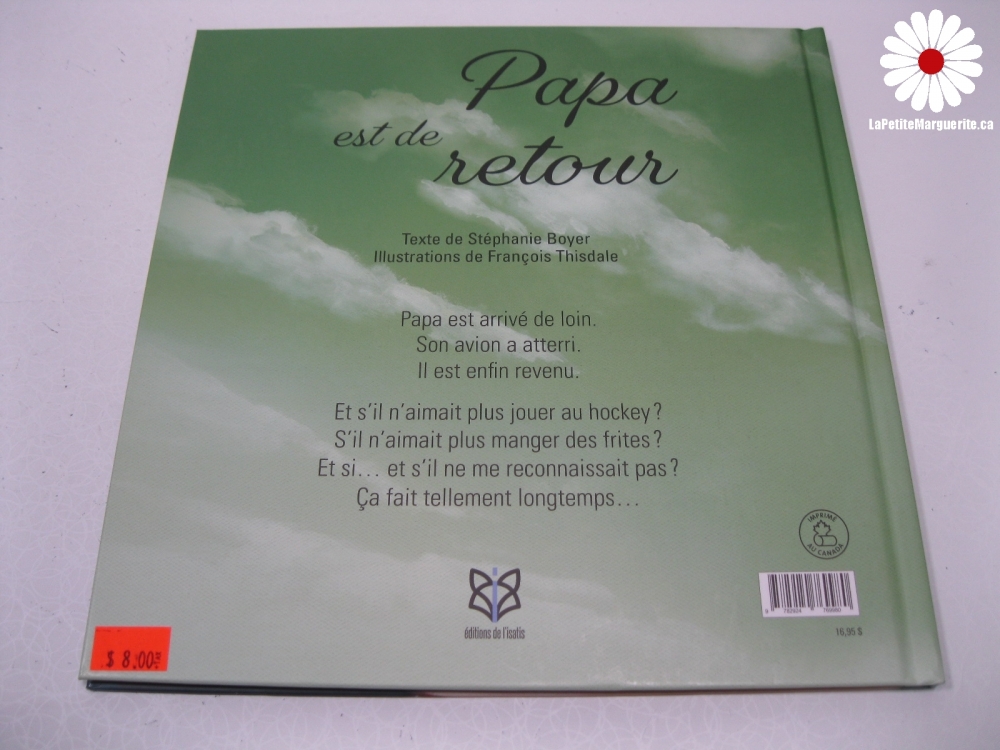 Papa
est de
retour
Texte de Stéphanie Boyer
Illustrations de François Thisdale
Papa est arrivé de loin.
Son avion a atterri.
Il est enfin revenu.
Et s'il n'aimait plus jouer au hockey?
S'il n'aimait plus manger des frites?
Et si... et s'il ne me reconnaissait pas?
Ça fait tellement longtemps...
IMPRIMÉ
AU CANADA
éditions de l'isatis
16,95 $
$ 8.00
LaPetiteMarguerite.ca